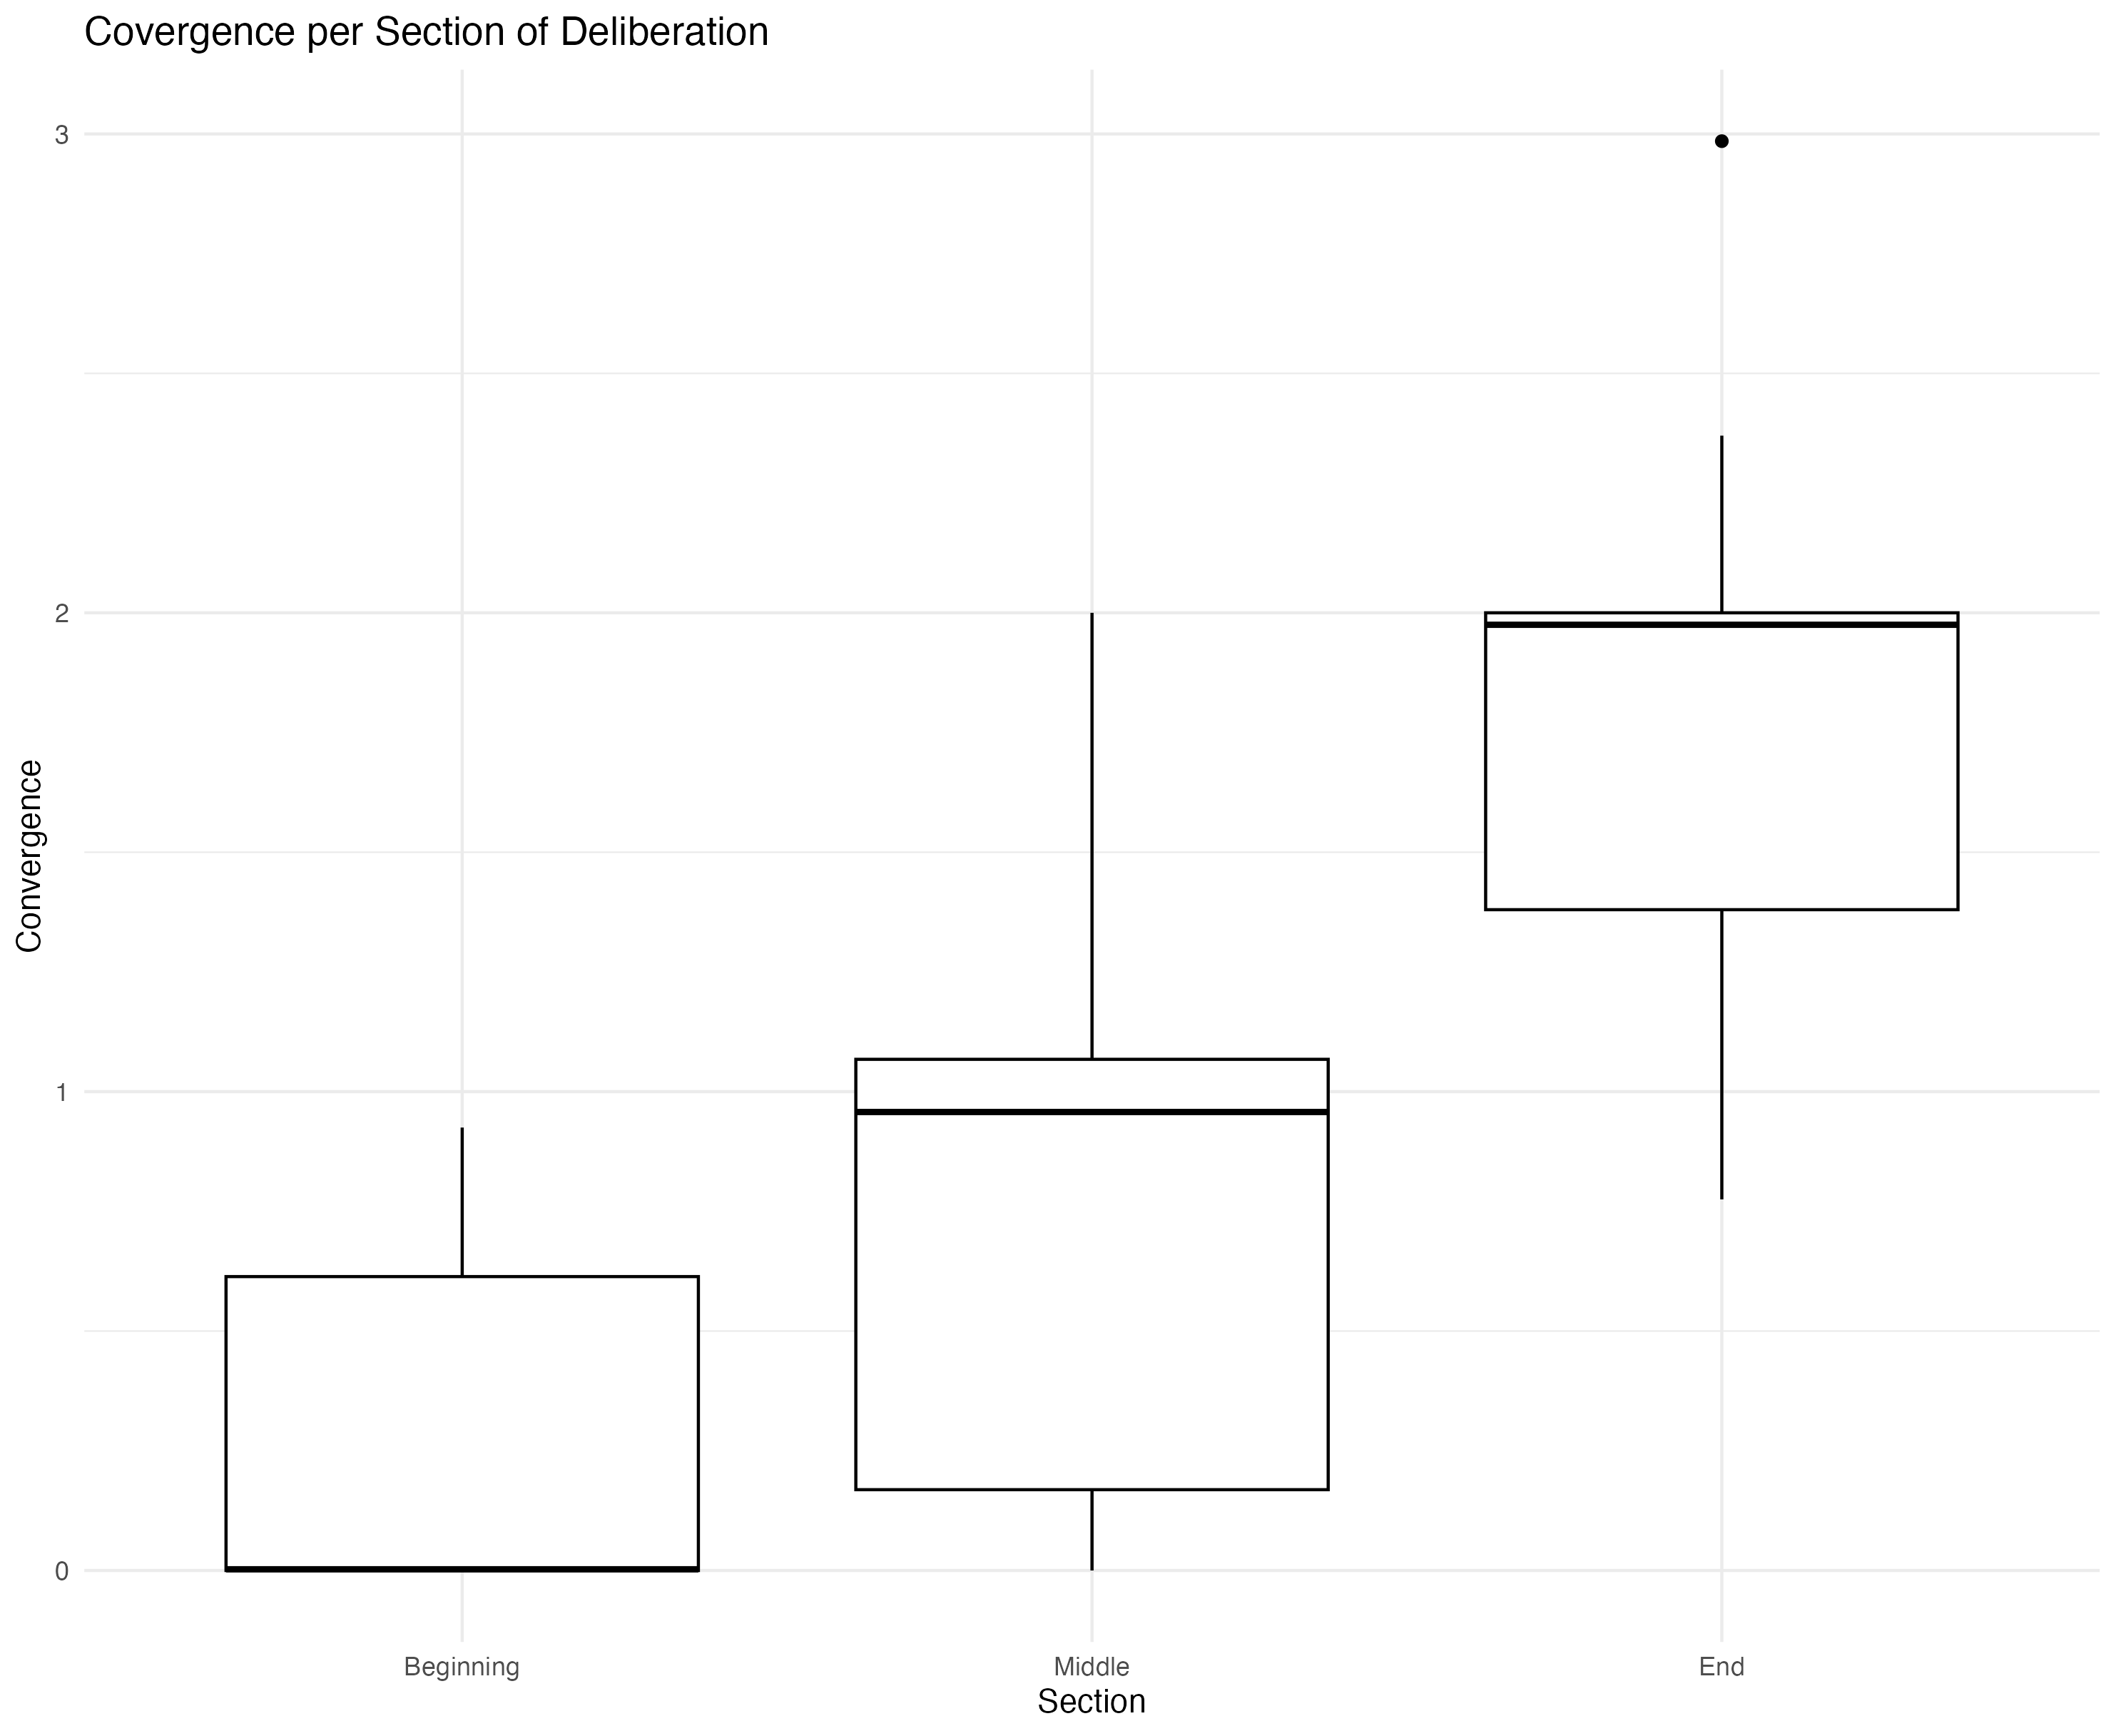 Covergence per Section of Deliberation
Convergence
3
2
1
0
Beginning
Middle
End
Section